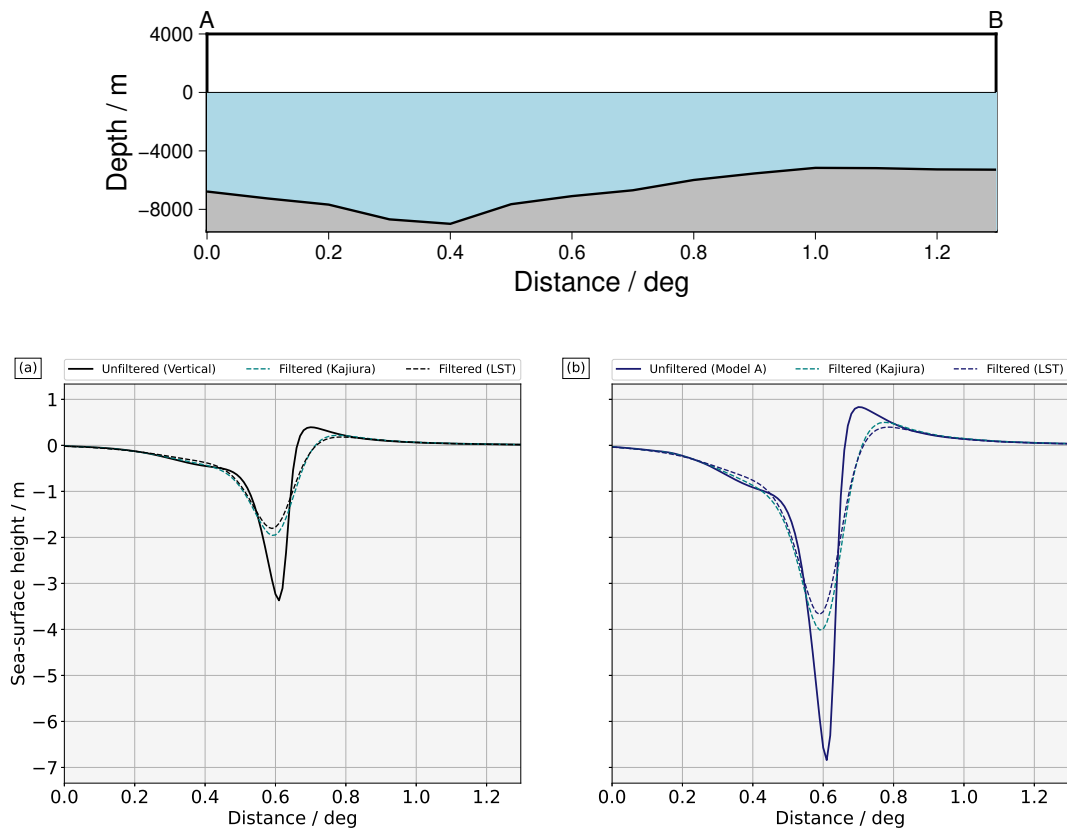 A B
4000
0
−4000
−8000
Depth / m
0.0 0.2 0.4 0.6 0.8 1.0 1.2
Distance / deg
(a) Unfiltered (Vertical) Filtered (Kajiura) Filtered (LST)
1
0
−1
−2
−3
−4
−5
−6
−7
Sea-surface height / m
0.0 0.2 0.4 0.6 0.8 1.0 1.2
Distance / deg
(b) Unfiltered (Model A) Filtered (Kajiura) Filtered (LST)
0.0 0.2 0.4 0.6 0.8 1.0 1.2
Distance / deg